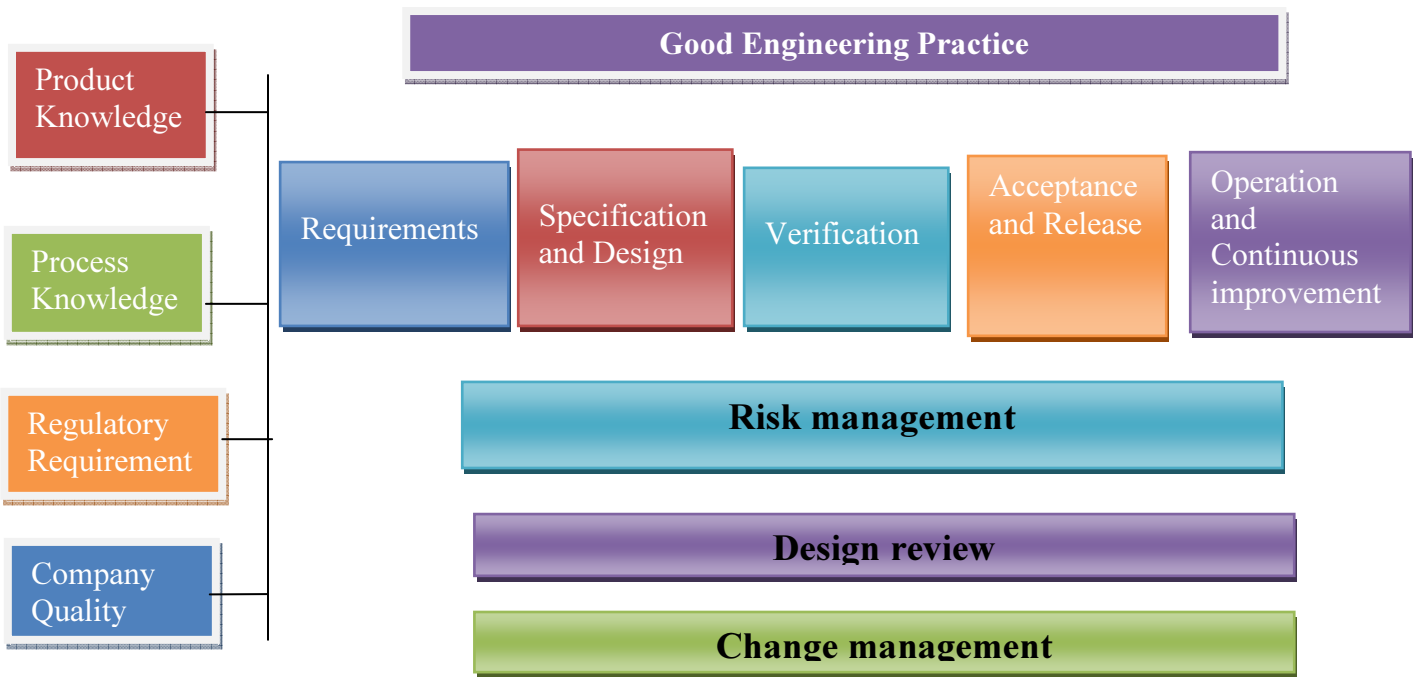 Good Engineering Practice
Product
Knowledge
Process
Knowledge
Regulatory
Requirement
Company
Quality
Requirements
Specification
and Design
Verification
Acceptance
and Release
Operation
and
Continuous
improvement
Risk management
Design review
Change management